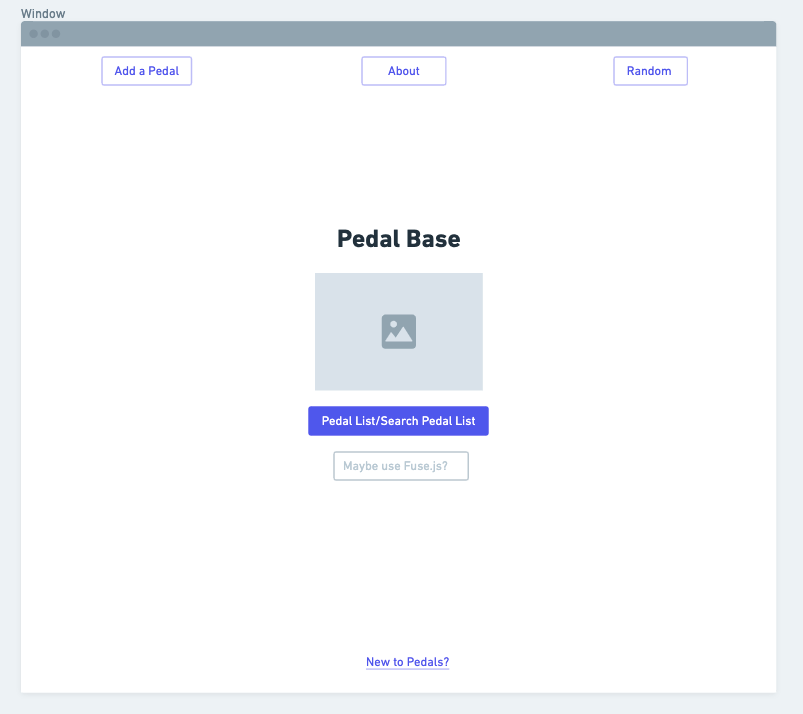 Window
Add a Pedal
About
Random
Pedal Base
Pedal List/Search Pedal List
Maybe use Fuse.js?
New to Pedals?